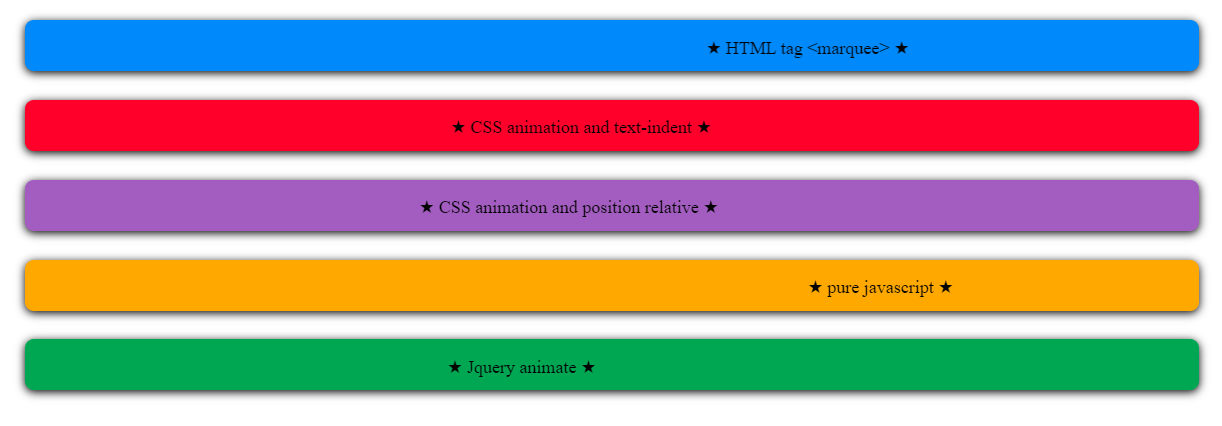 ★ HTML tag <marquee> ★
★ CSS animation and text-indent ★
★ CSS animation and position relative ★
★ pure javascript ★
★ Jquery animate ★